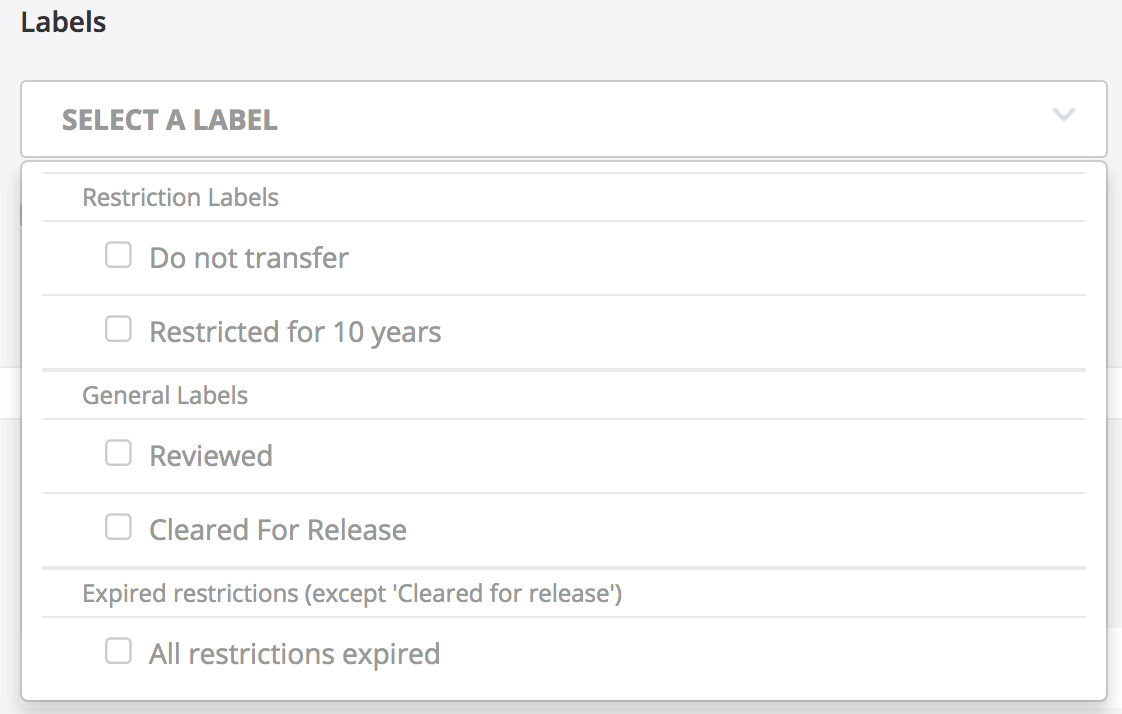 Labels
SELECT A LABEL
Restriction Labels
Do not transfer
Restricted for 10 years
General Labels
Reviewed
Cleared For Release
Expired restrictions (except 'Cleared for release')
All restrictions expired